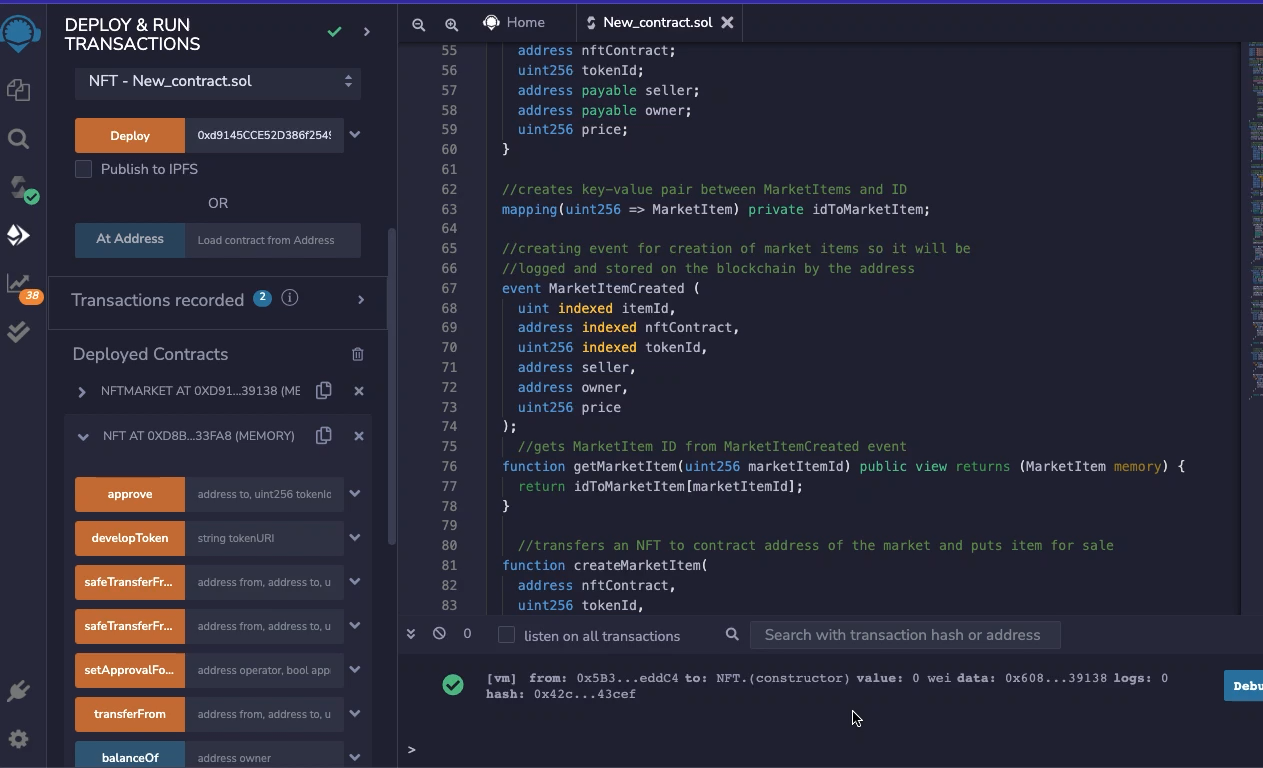 DEPLOY & RUN
TRANSACTIONS
NFT - New_contract.sol
Deploy
0xd9145CCE52D386f254
Publish to IPFS
OR
At Address
Load contract from Address
Transactions recorded 2 i
Deployed Contracts
NFTMARKET AT 0XD91...39138 (ME
NFT AT 0XD8B...33FA8 (MEMORY)
approve
address to, uint256 tokenId
developToken
string tokenURI
safeTransferFr...
address from, address to, u
safeTransferFr...
address from, address to, u
setApprovalFo...
address operator, bool app
transferFrom
address from, address to, u
balanceOf
address owner
38
Home
New_contract.sol
55 address nftContract;
56 uint256 tokenId;
57 address payable seller;
58 address payable owner;
59 uint256 price;
60 }
61
62 //creates key-value pair between MarketItems and ID
63 mapping(uint256 => MarketItem) private idToMarketItem;
64
65 //creating event for creation of market items so it will be
66 //logged and stored on the blockchain by the address
67 event MarketItemCreated (
68 uint indexed itemId,
69 address indexed nftContract,
70 uint256 indexed tokenId,
71 address seller,
72 address owner,
73 uint256 price
74 );
75 //gets MarketItem ID from MarketItemCreated event
76 function getMarketItem(uint256 marketItemId) public view returns (MarketItem memory) {
77 return idToMarketItem[marketItemId];
78 }
79
80 //transfers an NFT to contract address of the market and puts item for sale
81 function createMarketItem(
82 address nftContract,
83 uint256 tokenId,
0
listen on all transactions
Search with transaction hash or address
[vm] from: 0x5B3...eddC4 to: NFT.(constructor) value: 0 wei data: 0x608...39138 logs: 0
hash: 0x42c...43cef
Debu
>